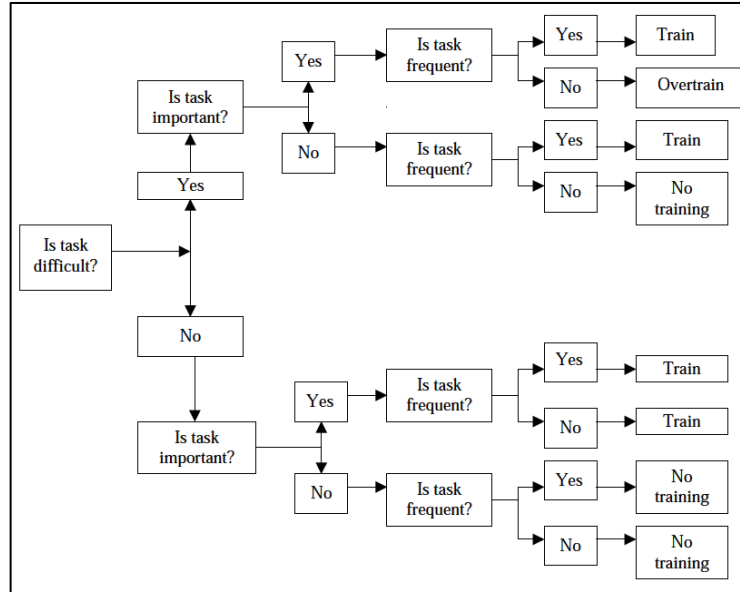 Is task
difficult?
Yes
Is task
important?
Yes
Is task
frequent?
Yes
Train
No
Overtrain
No
Is task
frequent?
Yes
Train
No
No
training
No
Is task
important?
Yes
Is task
frequent?
Yes
Train
No
Train
No
Is task
frequent?
Yes
No
training
No
No
training